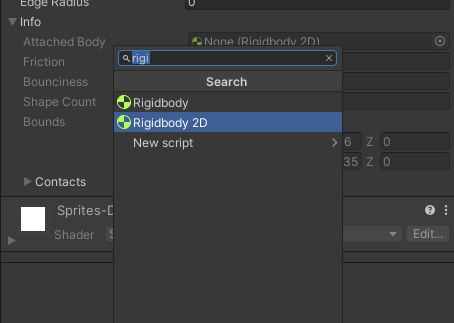 Edge Radius 0
Info
Attached Body None (Rigidbody 2D)
Friction
Bounciness
Shape Count
Bounds
rigi
Search
Rigidbody
Rigidbody 2D
New script
6 Z 0
35 Z 0
Contacts
Sprites-D
Shader S Edit...